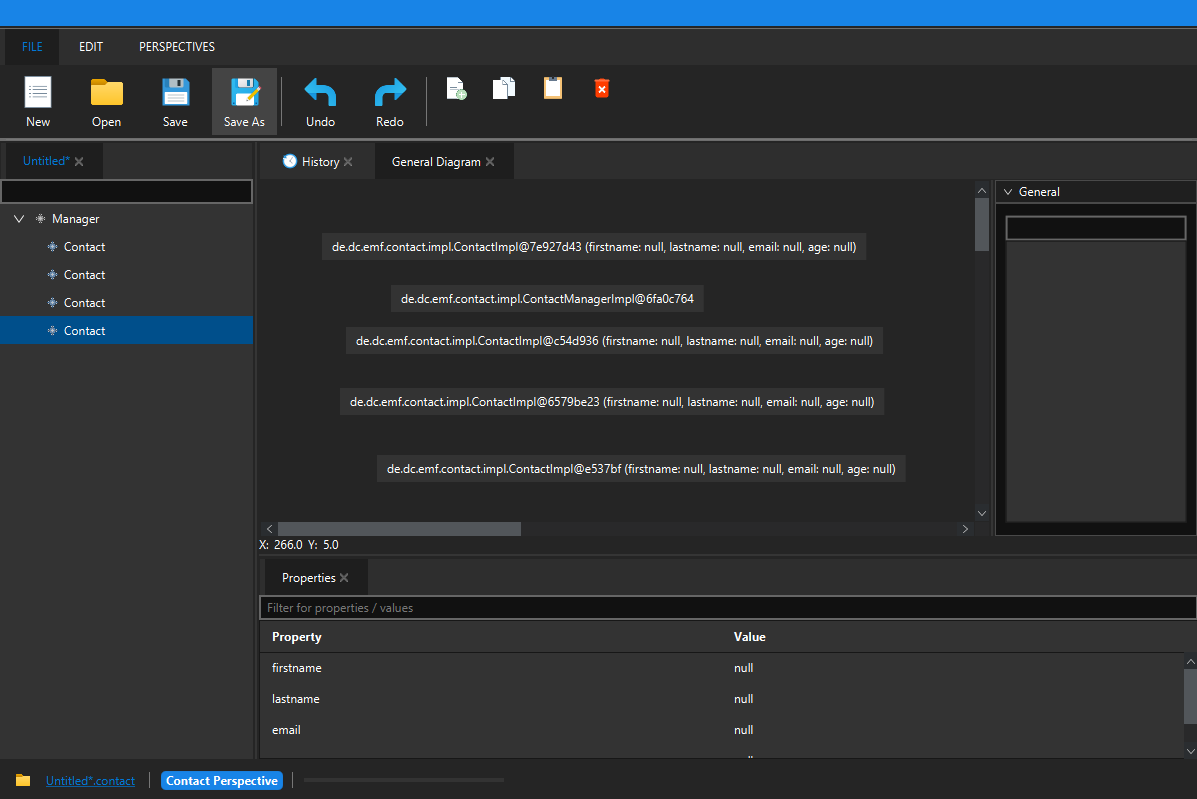 FILE EDIT PERSPECTIVES
New Open Save Save As Undo Redo
Untitled*
History General Diagram
Manager
Contact
Contact
Contact
Contact
de.dc.emf.contact.impl.ContactImpl@7e927d43 (firstname: null, lastname: null, email: null, age: null)
de.dc.emf.contact.impl.ContactManagerImpl@6fa0c764
de.dc.emf.contact.impl.ContactImpl@c54d936 (firstname: null, lastname: null, email: null, age: null)
de.dc.emf.contact.impl.ContactImpl@6579be23 (firstname: null, lastname: null, email: null, age: null)
de.dc.emf.contact.impl.ContactImpl@e537bf (firstname: null, lastname: null, email: null, age: null)
General
X: 266.0 Y: 5.0
Properties
Filter for properties / values
Property Value
firstname null
lastname null
email null
Untitled*.contact Contact Perspective